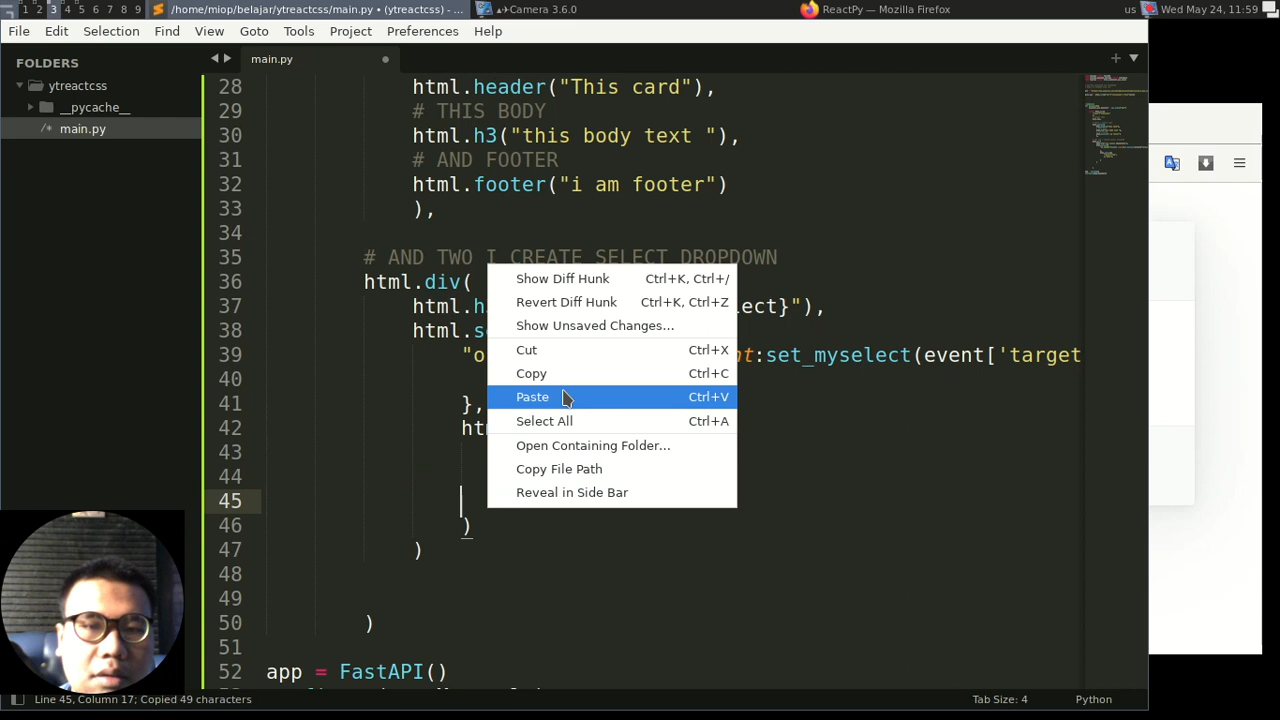 1 2 3 4 5 6 7 8 9 /home/miop/belajar/ytreactcss/main.py • (ytreactcss) - ... Camera 3.6.0 ReactPy — Mozilla Firefox us Wed May 24, 11:59
File Edit Selection Find View Goto Tools Project Preferences Help
FOLDERS
ytreactcss
__pycache__
/* main.py
main.py
28 html.header("This card"),
29 # THIS BODY
30 html.h3("this body text "),
31 # AND FOOTER
32 html.footer("i am footer")
33 ),
34
35 # AND TWO I CREATE SELECT DROPDOWN
36 html.div(
37 html.h lect}"),
38 html.s
39 "o nt:set_myselect(event['target
40
41 },
42 ht
43
44
45
46 )
47 )
48
49
50 )
51
52 app = FastAPI()
Show Diff Hunk Ctrl+K, Ctrl+/
Revert Diff Hunk Ctrl+K, Ctrl+Z
Show Unsaved Changes...
Cut Ctrl+X
Copy Ctrl+C
Paste Ctrl+V
Select All Ctrl+A
Open Containing Folder...
Copy File Path
Reveal in Side Bar
Line 45, Column 17; Copied 49 characters Tab Size: 4 Python